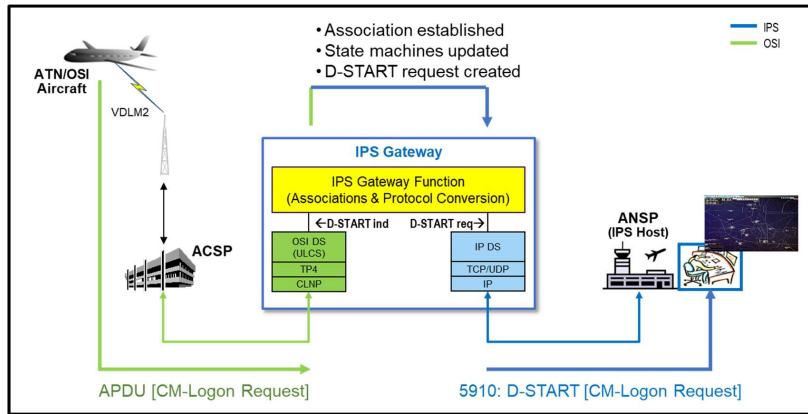 • Association established
• State machines updated
• D-START request created
IPS
OSI
ATN/OSI
Aircraft
VDLM2
IPS Gateway
IPS Gateway Function
(Associations & Protocol Conversion)
D-START ind
D-START req
ACSP
OSI DS
(ULCS)
TP4
CLNP
IP DS
TCP/UDP
IP
ANSP
(IPS Host)
APDU [CM-Logon Request]
5910: D-START [CM-Logon Request]